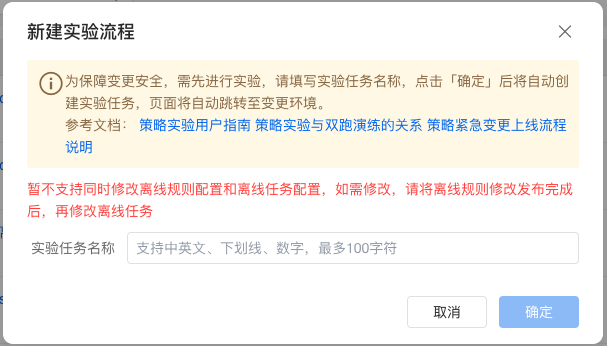 新建实验流程
为保障变更安全，需先进行实验，请填写实验任务名称，点击「确定」后将自动创
建实验任务，页面将自动跳转至变更环境。
参考文档： 策略实验用户指南 策略实验与双跑演练的关系 策略紧急变更上线流程
说明
暂不支持同时修改离线规则配置和离线任务配置，如需修改，请将离线规则修改发布完成
后，再修改离线任务
实验任务名称 支持中英文、下划线、数字，最多100字符
取消 确定